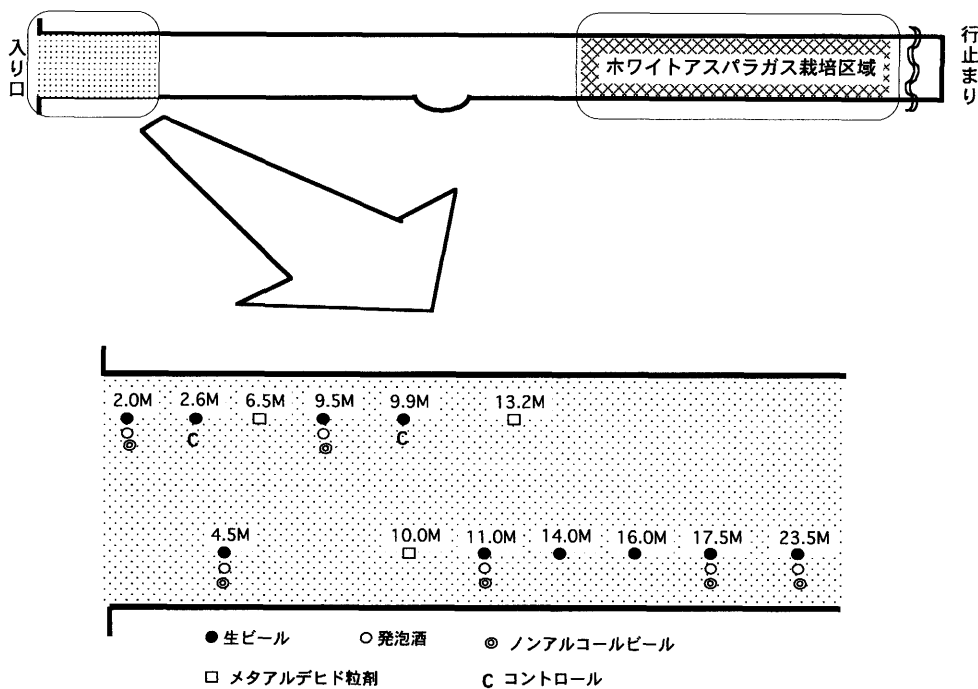 入り口
ホワイトアスパラガス栽培区域
行止まり
2.0M 2.6M 6.5M 9.5M 9.9M 13.2M
C C
4.5M 10.0M 11.0M 14.0M 16.0M 17.5M 23.5M
● 生ビール ○ 発泡酒 ◎ ノンアルコールビール
□ メタアルデヒド粒剤 C コントロール